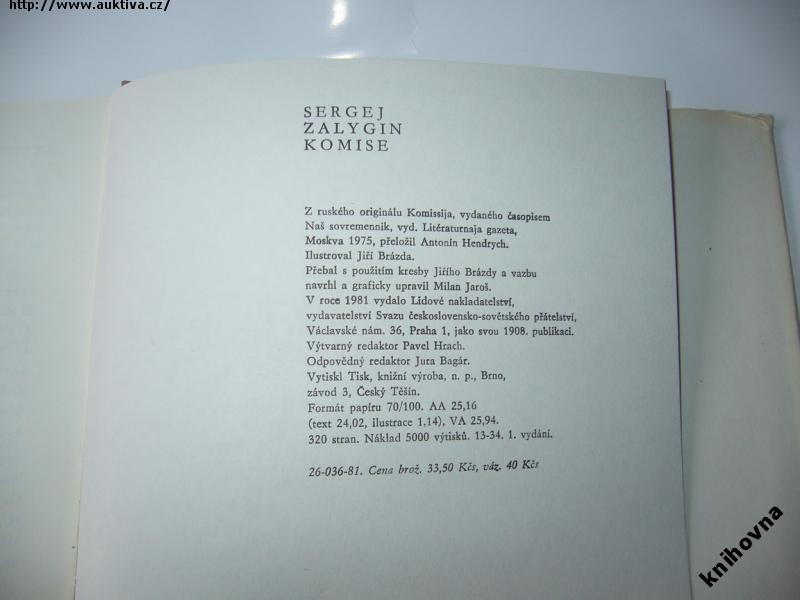 http://www.auktiva.cz/
SERGEJ
ZALYGIN
KOMISE
Z ruského originálu Komissija, vydaného časopisem
Naš sovremennik, vyd. Litěraturnaja gazeta,
Moskva 1975, přeložil Antonín Hendrych.
Ilustroval Jiří Brázda.
Přebal s použitím kresby Jiřího Brázdy a vazbu
navrhl a graficky upravil Milan Jaroš.
V roce 1981 vydalo Lidové nakladatelství,
vydavatelství Svazu československo-sovětského přátelství,
Václavské nám. 36, Praha 1, jako svou 1908. publikaci.
Výtvarný redaktor Pavel Hrach.
Odpovědný redaktor Jura Bagár.
Vytiskl Tisk, knižní výroba, n. p., Brno,
závod 3, Český Těšín.
Formát papíru 70/100. AA 25,16
(text 24,02, ilustrace 1,14), VA 25,94.
320 stran. Náklad 5000 výtisků. 13-34. 1. vydání.
26-036-81. Cena brož. 33,50 Kčs, váz. 40 Kčs
knihovna